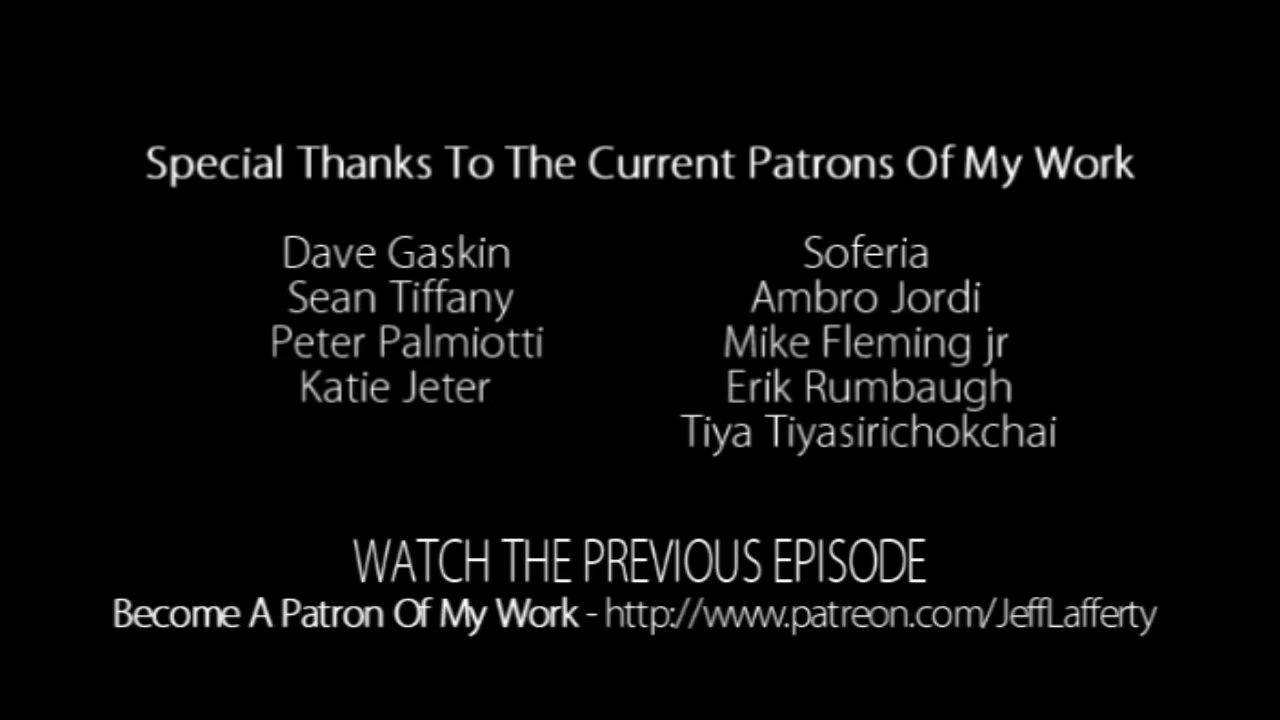 Special Thanks To The Current Patrons Of My Work
Dave Gaskin
Sean Tiffany
Peter Palmiotti
Katie Jeter
Soferia
Ambro Jordi
Mike Fleming jr
Erik Rumbaugh
Tiya Tiyasirichokchai
WATCH THE PREVIOUS EPISODE
Become A Patron Of My Work - http://www.patreon.com/JeffLafferty